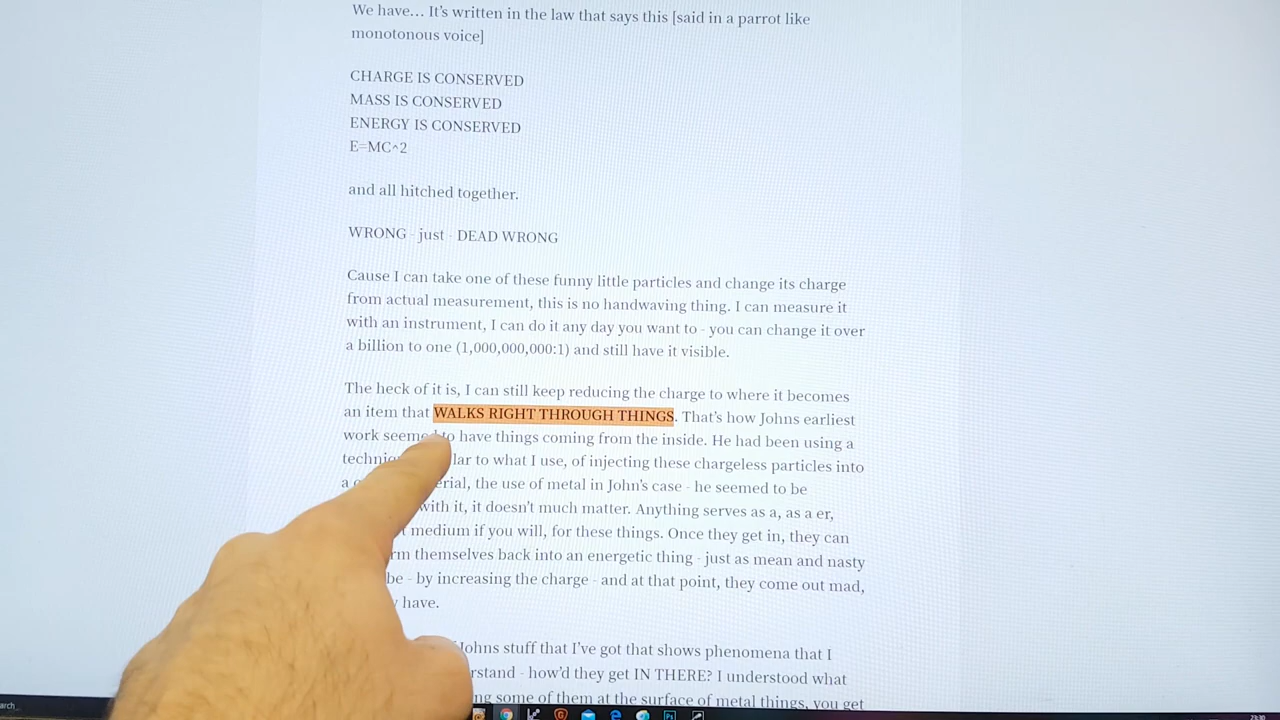 We have... It's written in the law that says this [said in a parrot like
monotonous voice]
CHARGE IS CONSERVED
MASS IS CONSERVED
ENERGY IS CONSERVED
E=MC^2
and all hitched together.
WRONG - just - DEAD WRONG
Cause I can take one of these funny little particles and change its charge
from actual measurement, this is no handwaving thing. I can measure it
with an instrument, I can do it any day you want to - you can change it over
a billion to one (1,000,000,000:1) and still have it visible.
The heck of it is, I can still keep reducing the charge to where it becomes
an item that WALKS RIGHT THROUGH THINGS. That's how Johns earliest
work seemed to have things coming from the inside. He had been using a
to what I use, of injecting these chargeless particles into
a the use of metal in John's case - he seemed to be
with it, it doesn't much matter. Anything serves as a, as a er,
medium if you will, for these things. Once they get in, they can
themselves back into an energetic thing - just as mean and nasty
be - by increasing the charge - and at that point, they come out mad,
have.
Johns stuff that I've got that shows phenomena that I
- how'd they get IN THERE? I understood what
some of them at the surface of metal things, you get
23:30